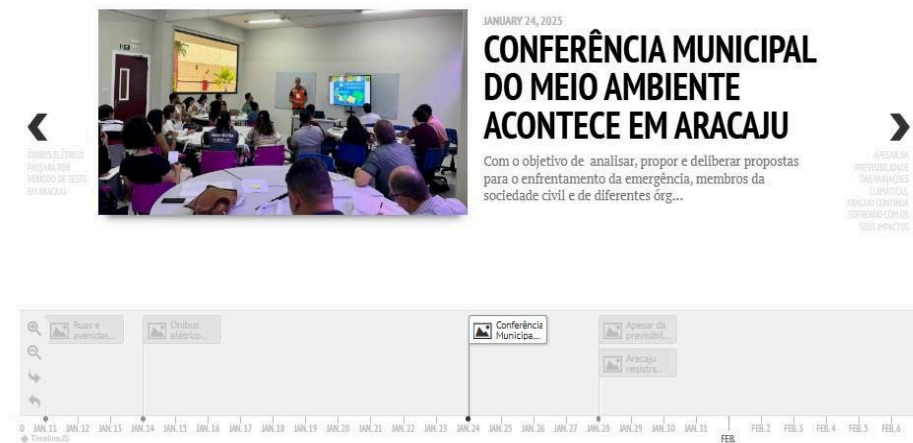 JANUARY 24, 2025
CONFERÊNCIA MUNICIPAL
DO MEIO AMBIENTE
ACONTECE EM ARACAJU
Com o objetivo de analisar, propor e deliberar propostas
para o enfrentamento da emergência, membros da
sociedade civil e de diferentes órg...
ÔNIBUS ELÉTRICO
PASSARÁ POR
PERÍODO DE TESTE
EM ARACAJU
APESAR DA
PREVISIBILIDADE
DAS VARIAÇÕES
CLIMÁTICAS,
ARACAJU CONTINUA
SOFRENDO COM OS
SEUS IMPACTOS
Ruas e
avenidas...
Ônibus
elétrico...
Conferência
Municipa...
Apesar da
previsibil...
Aracaju
registra...
0 JAN. 11 JAN. 12 JAN. 13 JAN. 14 JAN. 15 JAN. 16 JAN. 17 JAN. 18 JAN. 19 JAN. 20 JAN. 21 JAN. 22 JAN. 23 JAN. 24 JAN. 25 JAN. 26 JAN. 27 JAN. 28 JAN. 29 JAN. 30 JAN. 31 FEB. FEB. 2 FEB. 3 FEB. 4 FEB. 5 FEB. 6
TimelineJS